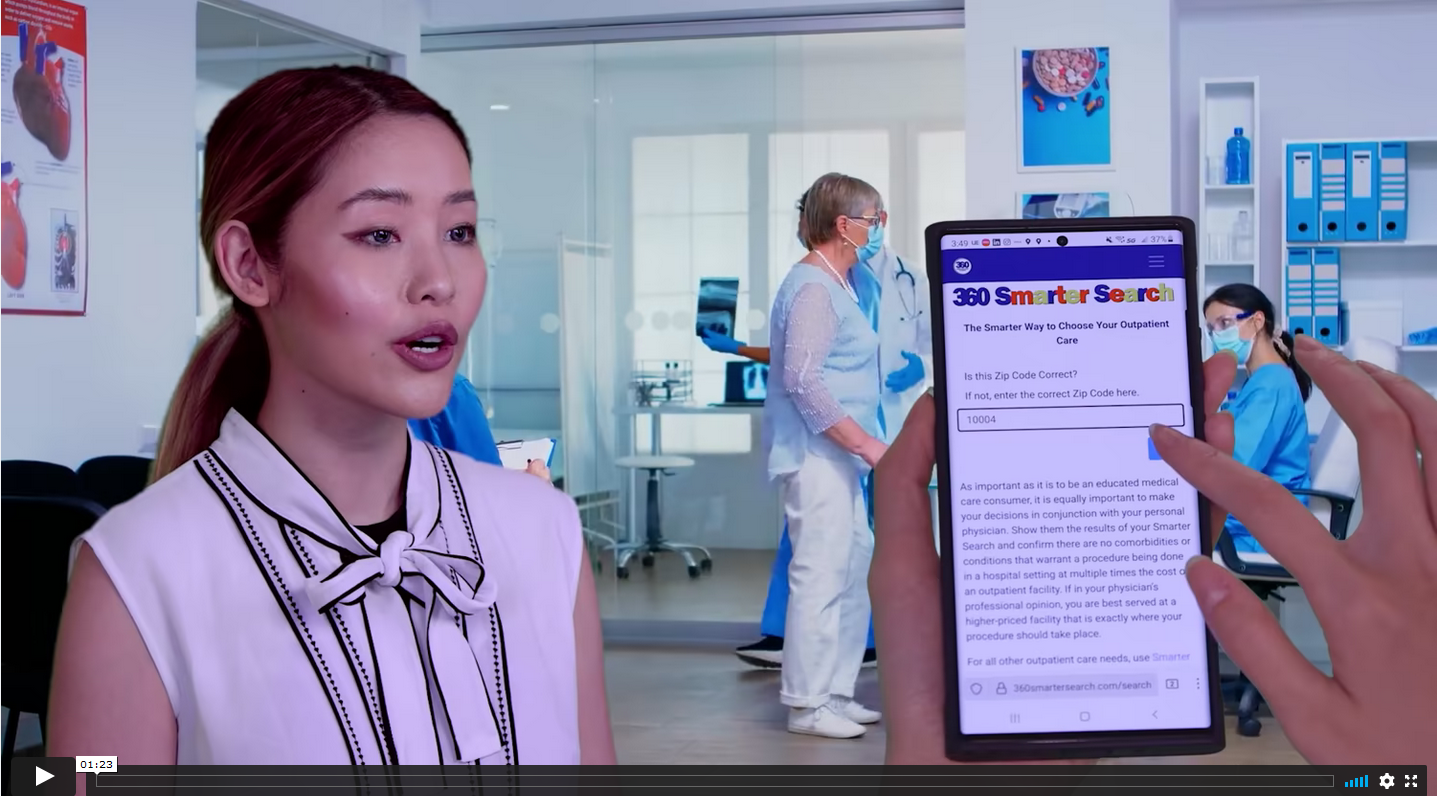 3:49
37%
360
360 Smarter Search
The Smarter Way to Choose Your Outpatient
Care
Is this Zip Code Correct?
If not, enter the correct Zip Code here.
10004
As important as it is to be an educated medical
care consumer, it is equally important to make
your decisions in conjunction with your personal
physician. Show them the results of your Smarter
Search and confirm there are no comorbidities or
conditions that warrant a procedure being done
in a hospital setting at multiple times the cost o
an outpatient facility. If in your physician's
professional opinion, you are best served at a
higher-priced facility that is exactly where your
procedure should take place.
For all other outpatient care needs, use Smarter
360smartersearch.com/search
2
01:23